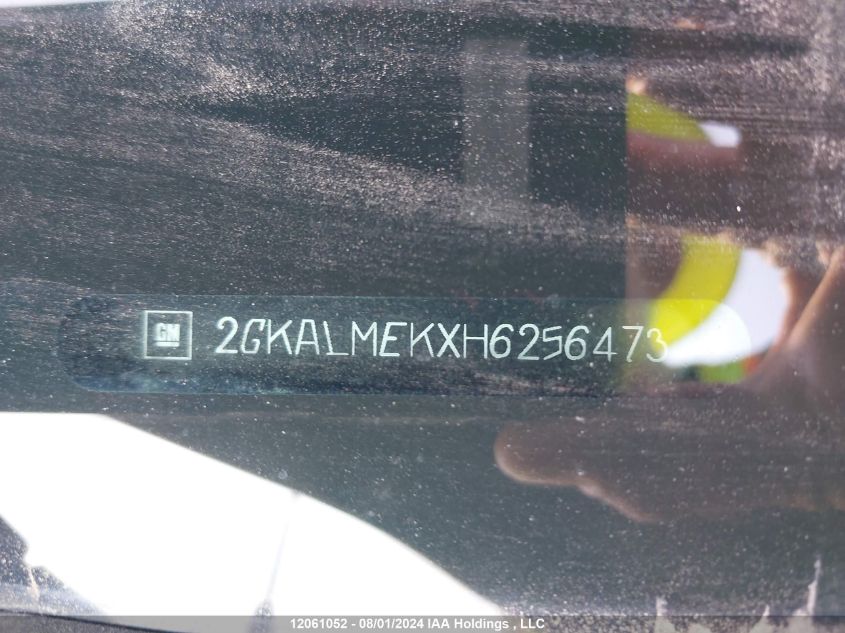 GM 2GKALMEKXH6256473
12061052 - 08/01/2024 IAA Holdings , LLC